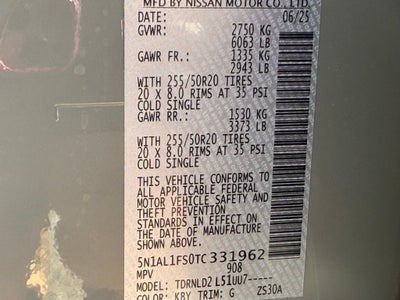 MFD BY NISSAN MOTOR CO., LTD.
DATE: 06/25
GVWR: 2750 KG
6063 LB
GAWR FR.: 1335 KG
2943 LB
WITH 255/50R20 TIRES
20 X 8.0 RIMS AT 35 PSI
COLD SINGLE
GAWR RR.: 1530 KG
3373 LB
WITH 255/50R20 TIRES
20 X 8.0 RIMS AT 35 PSI
COLD SINGLE
THIS VEHICLE CONFORMS TO
ALL APPLICABLE FEDERAL
MOTOR VEHICLE SAFETY AND
THEFT PREVENTION
STANDARDS IN EFFECT ON
THE DATE OF MANUFACTURE
SHOWN ABOVE
5N1AL1FS0TC331962
MPV 908
TDRNLD2L51UU7-----
COLOR: KBY TRIM: G ZS30A